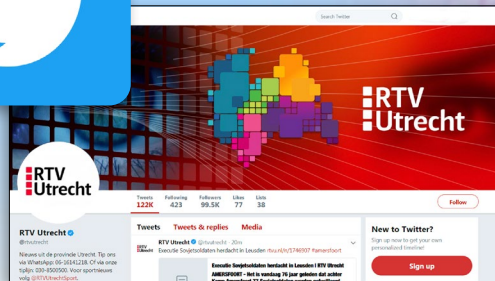 Search Twitter
RTV
Utrecht
RTV
Utrecht
Tweets Following Followers Likes Lists
122K 423 99.5K 77 38
Follow
Tweets Tweets & replies Media
RTV Utrecht
@rtvutrecht
Nieuws uit de provincie Utrecht. Tip ons
via WhatsApp: 06-16141218. Of via onze
tiplijn: 030-8500500. Voor sportnieuws
volg @RTVUtrechtSport.
RTV Utrecht @rtvutrecht · 20m
Executie Sovjetsoldaten herdacht in Leusden rtvu.nl/n/1746907 #amersfoort
Executie Sovjetsoldaten herdacht in Leusden | RTV Utrecht
AMERSFOORT - Het is vandaag 76 jaar geleden dat achter
New to Twitter?
Sign up now to get your own
personalized timeline!
Sign up